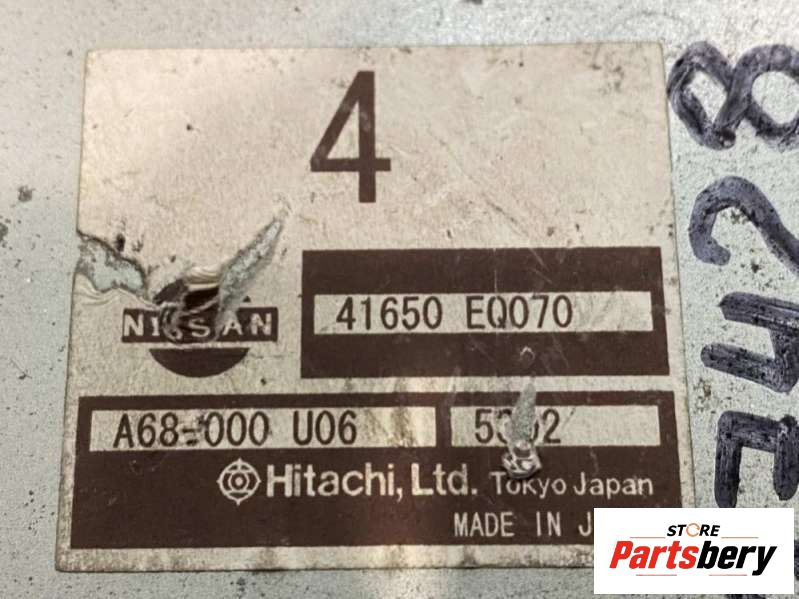 4
NISSAN
41650 EQ070
A68-000 U06
Hitachi, Ltd. Tokyo Japan
MADE IN
STORE
Partsbery